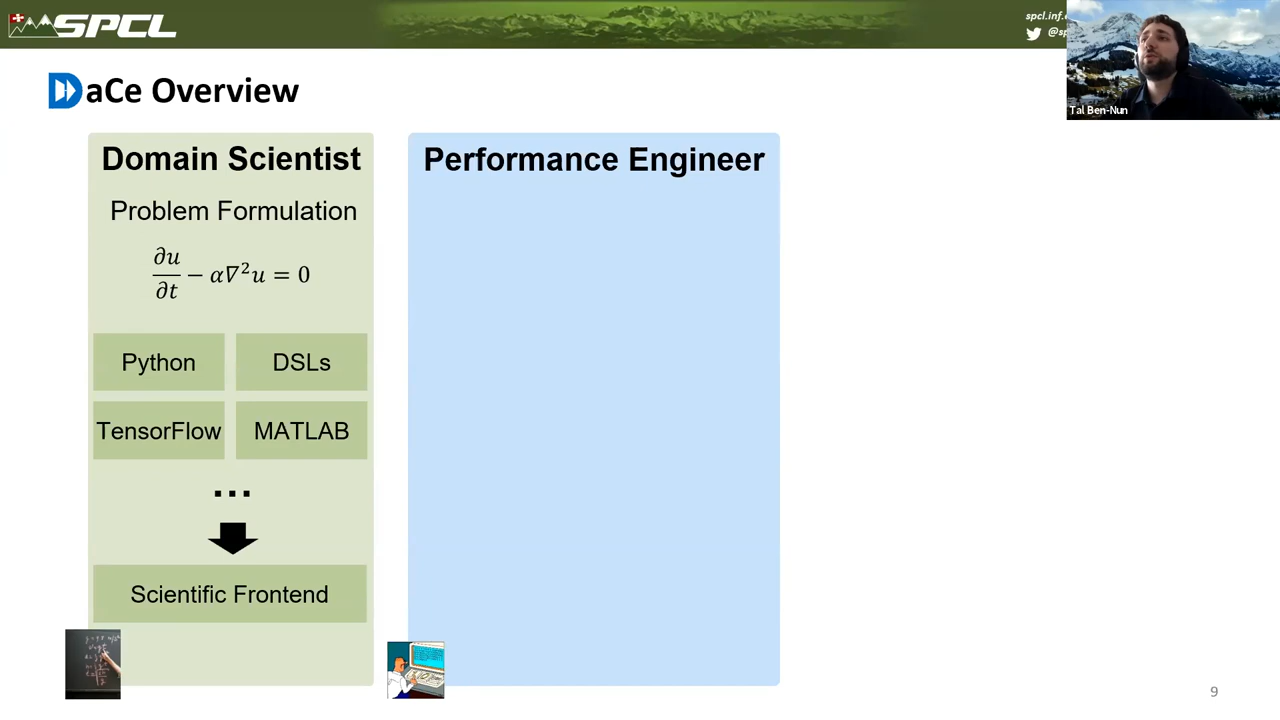 SPCL
spcl.inf.
@sp
Tal Ben-Nun
DaCe Overview
Domain Scientist
Problem Formulation
∂u/∂t − α∇²u = 0
Python
DSLs
TensorFlow
MATLAB
...
Scientific Frontend
Performance Engineer
9